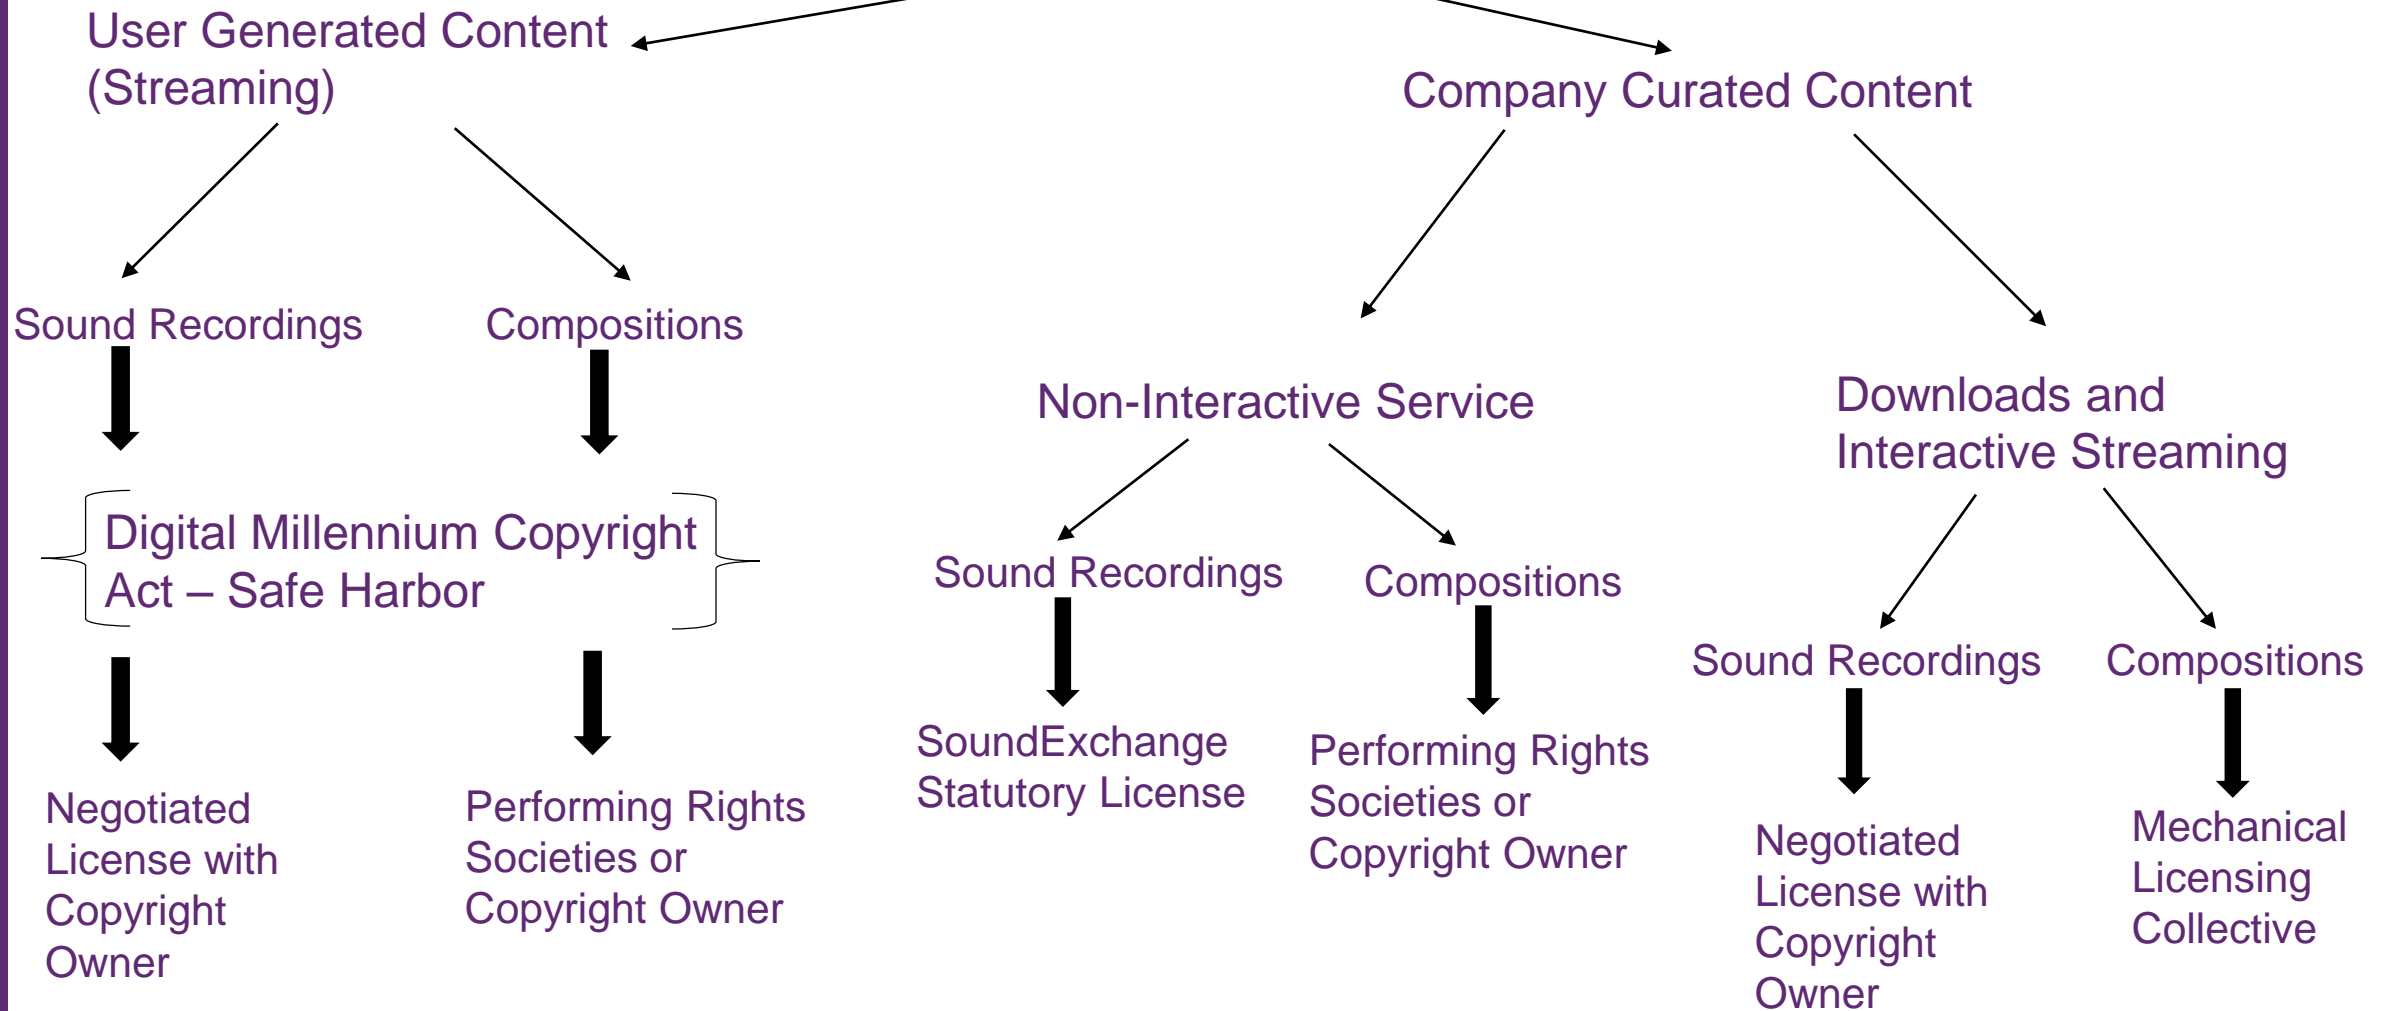 User Generated Content
(Streaming)
Company Curated Content
Sound Recordings
Compositions
Digital Millennium Copyright
Act – Safe Harbor
Negotiated
License with
Copyright
Owner
Performing Rights
Societies or
Copyright Owner
Non-Interactive Service
Sound Recordings
Compositions
SoundExchange
Statutory License
Performing Rights
Societies or
Copyright Owner
Downloads and
Interactive Streaming
Sound Recordings
Compositions
Negotiated
License with
Copyright
Owner
Mechanical
Licensing
Collective